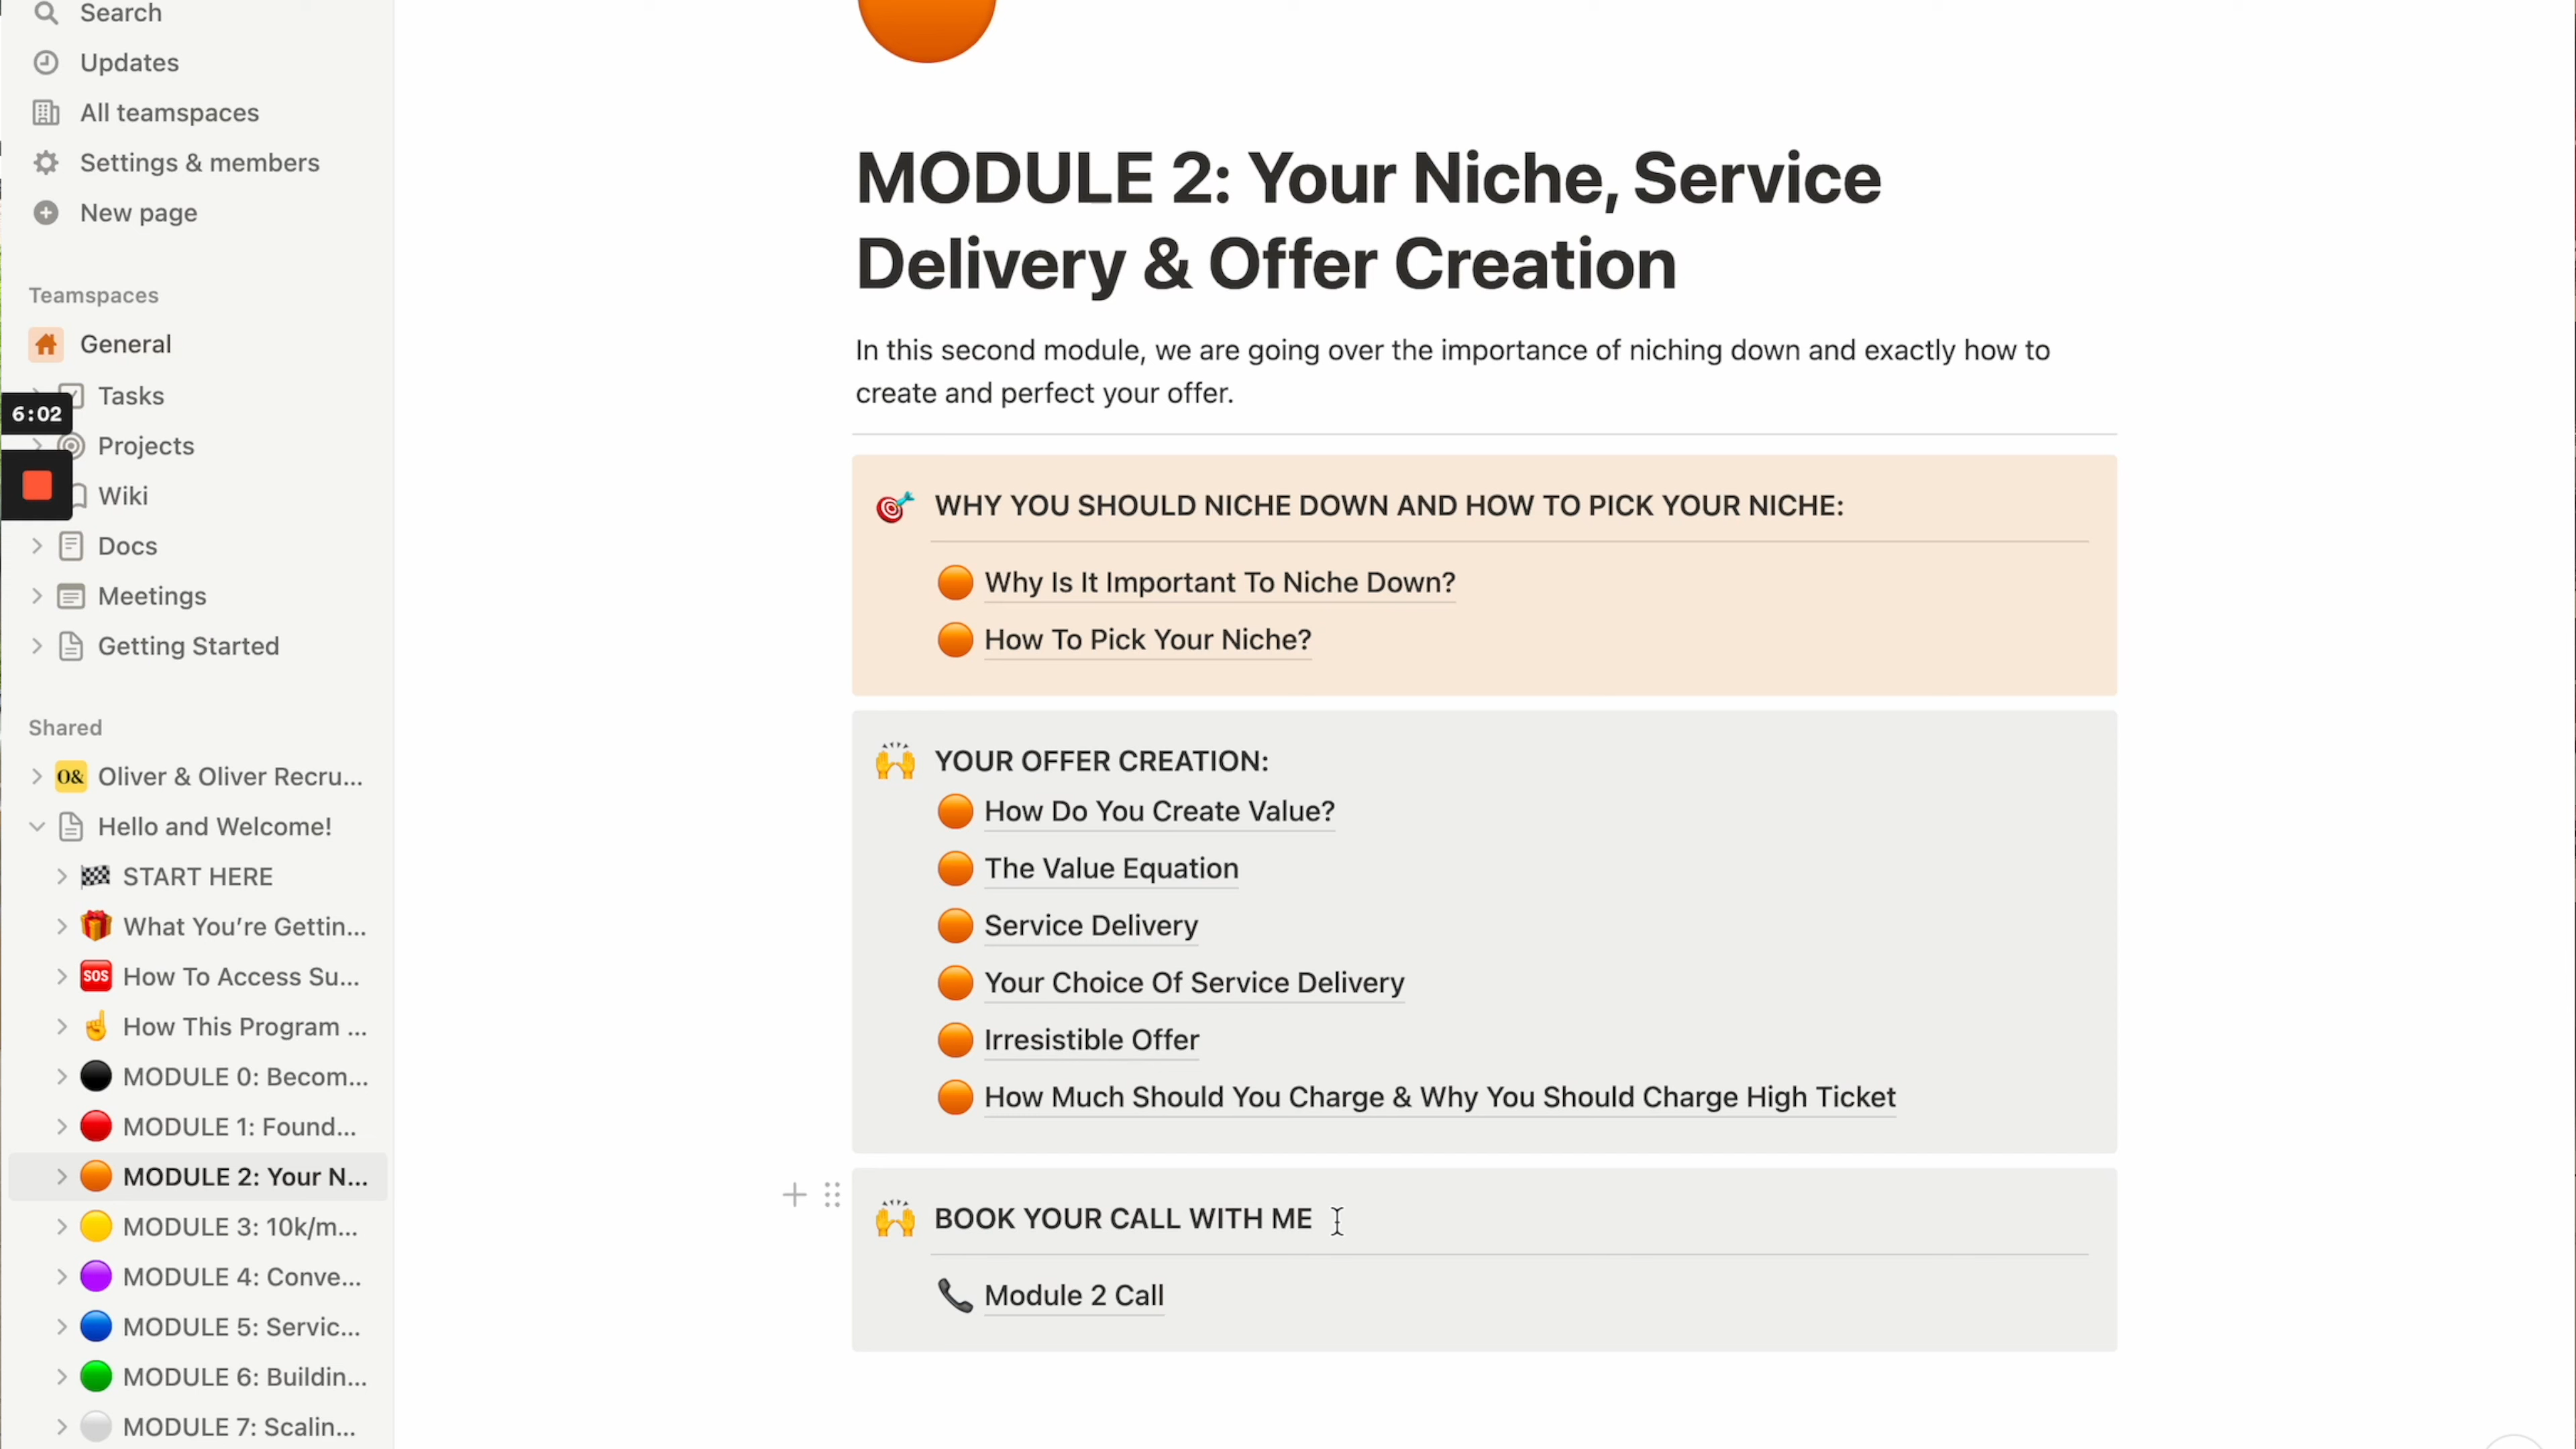 Search
Updates
All teamspaces
Settings & members
New page
Teamspaces
General
Tasks
6:02
Projects
Wiki
Docs
Meetings
Getting Started
Shared
O& Oliver & Oliver Recru...
Hello and Welcome!
START HERE
What You're Gettin...
SOS How To Access Su...
How This Program ...
MODULE 0: Becom...
MODULE 1: Found...
MODULE 2: Your N...
MODULE 3: 10k/m...
MODULE 4: Conve...
MODULE 5: Servic...
MODULE 6: Buildin...
MODULE 7: Scalin...
MODULE 2: Your Niche, Service
Delivery & Offer Creation
In this second module, we are going over the importance of niching down and exactly how to
create and perfect your offer.
WHY YOU SHOULD NICHE DOWN AND HOW TO PICK YOUR NICHE:
Why Is It Important To Niche Down?
How To Pick Your Niche?
YOUR OFFER CREATION:
How Do You Create Value?
The Value Equation
Service Delivery
Your Choice Of Service Delivery
Irresistible Offer
How Much Should You Charge & Why You Should Charge High Ticket
BOOK YOUR CALL WITH ME
Module 2 Call